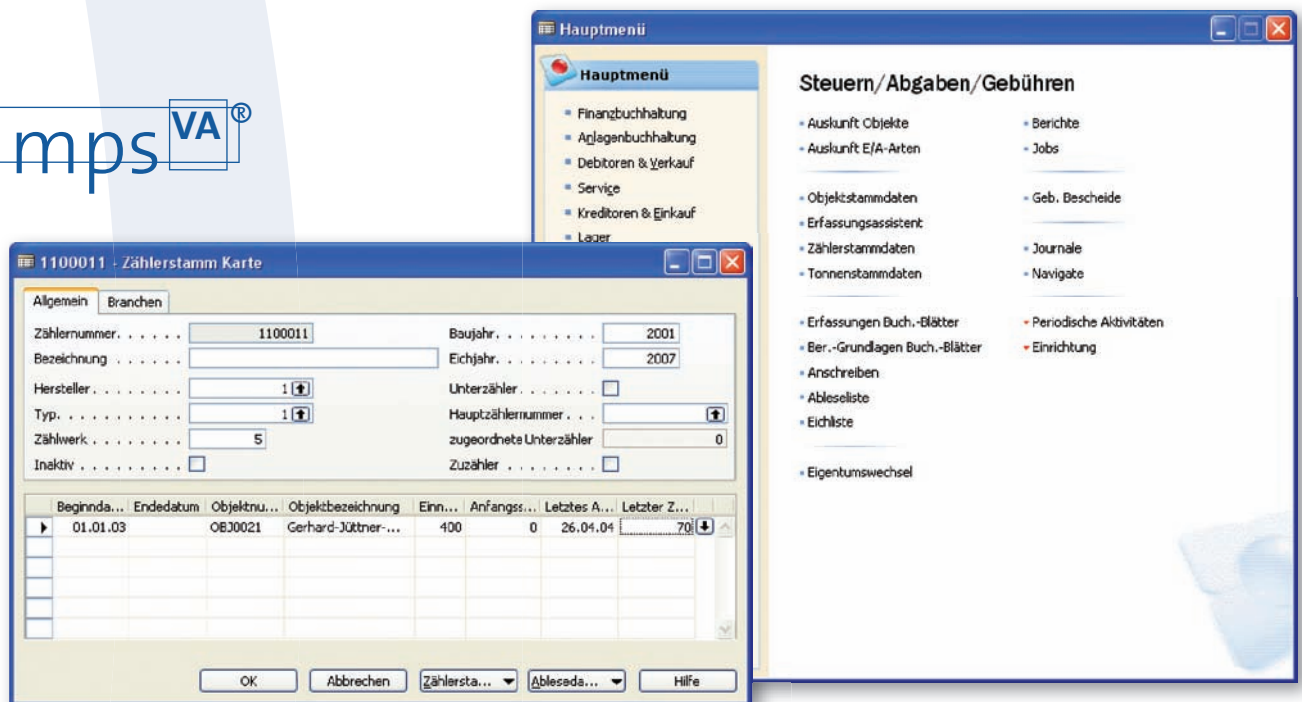 mps VA®
Hauptmenü
Hauptmenü
Finanzbuchhaltung
Anlagenbuchhaltung
Debitoren & Verkauf
Service
Kreditoren & Einkauf
Lager
Steuern/Abgaben/Gebühren
Auskunft Objekte
Auskunft E/A-Arten
Objektstammdaten
Erfassungsassistent
Zählerstammdaten
Tonnenstammdaten
Erfassungen Buch.-Blätter
Ber.-Grundlagen Buch.-Blätter
Anschreiben
Ableseliste
Eichliste
Eigentumswechsel
Berichte
Jobs
Geb. Bescheide
Journale
Navigate
Periodische Aktivitäten
Einrichtung
1100011 - Zählerstamm Karte
Allgemein Branchen
Zählernummer. . . . . . 1100011
Bezeichnung . . . . . .
Hersteller . . . . . . . . 1
Typ. . . . . . . . . . . 1
Zählwerk . . . . . . . . 5
Inaktiv . . . . . . . . .
Baujahr. . . . . . . . . . 2001
Eichjahr. . . . . . . . . . 2007
Unterzähler. . . . . . . .
Hauptzählernummer . . .
zugeordnete Unterzähler 0
Zuzähler . . . . . . . .
Beginnda... Endedatum Objektnu... Objektbezeichnung Einn... Anfangss... Letztes A... Letzter Z...
01.01.03 OBJ0021 Gerhard-Jüttner-... 400 0 26.04.04 70
OK Abbrechen Zählersta... Ableseda... Hilfe